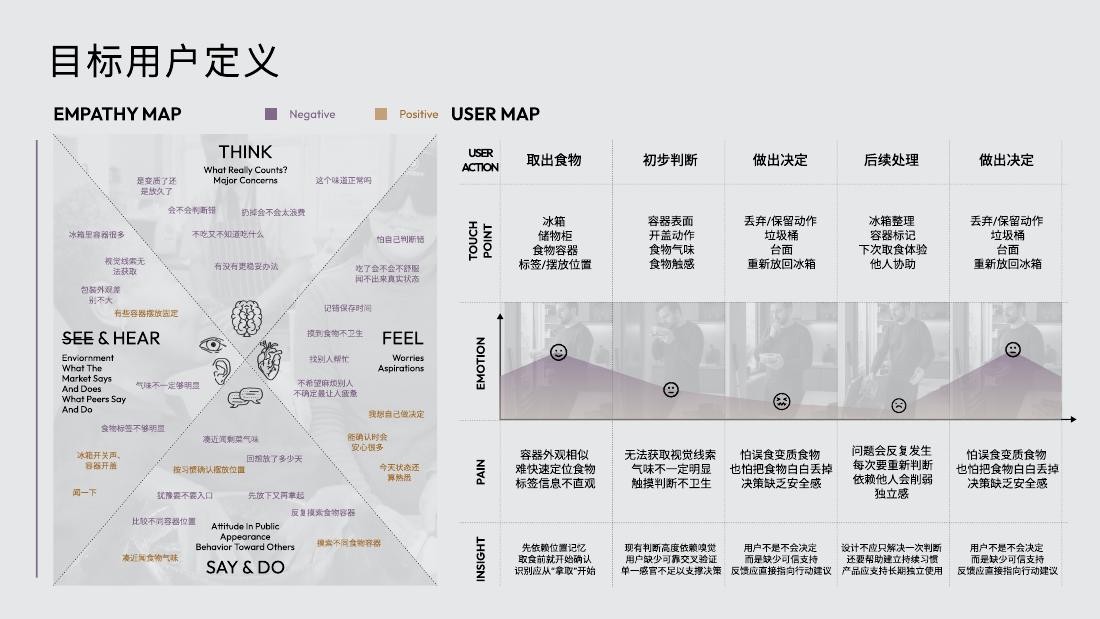 目标用户定义
EMPATHY MAP
Negative
Positive
USER MAP
THINK
What Really Counts?
Major Concerns
是变质了还
是放久了
这个味道正常吗
会不会判断错
扔掉会不会太浪费
冰箱里容器很多
不吃又不知道吃什么
怕自己判断错
视觉线索无
法获取
有没有更稳妥办法
吃了会不会不舒服
闻不出来真实状态
包装外观差
别不大
有些容器摆放固定
记错保存时间
SEE & HEAR
Enviornment
What The
Market Says
And Does
What Peers Say
And Do
摸到食物不卫生
FEEL
Worries
Aspirations
找别人帮忙
气味不一定够明显
不希望麻烦别人
不确定最让人疲惫
我想自己做决定
食物标签不够明显
凑近闻剩菜气味
能确认时会
安心很多
冰箱开关声、
容器开盖
回想放了多少天
按习惯确认摆放位置
今天状态还
算熟悉
闻一下
犹豫要不要入口
先放下又再拿起
反复摸索食物容器
比较不同容器位置
Attitude in Public
Appearance
Behavior Toward Others
摸索不同食物容器
凑近闻食物气味
SAY & DO
USER
ACTION
取出食物
初步判断
做出决定
后续处理
做出决定
TOUCH
POINT
冰箱
储物柜
食物容器
标签/摆放位置
容器表面
开盖动作
食物气味
食物触感
丢弃/保留动作
垃圾桶
台面
重新放回冰箱
冰箱整理
容器标记
下次取食体验
他人协助
丢弃/保留动作
垃圾桶
台面
重新放回冰箱
EMOTION
PAIN
容器外观相似
难快速定位食物
标签信息不直观
无法获取视觉线索
气味不一定明显
触摸判断不卫生
怕误食变质食物
也怕把食物白白丢掉
决策缺乏安全感
问题会反复发生
每次要重新判断
依赖他人会削弱
独立感
怕误食变质食物
也怕把食物白白丢掉
决策缺乏安全感
INSIGHT
先依赖位置记忆
取食前就开始确认
识别应从“拿取”开始
现有判断高度依赖嗅觉
用户缺少可靠交叉验证
单一感官不足以支撑决策
用户不是不会决定
而是缺少可信支持
反馈应直接指向行动建议
设计不应只解决一次判断
还要帮助建立持续习惯
产品应支持长期独立使用
用户不是不会决定
而是缺少可信支持
反馈应直接指向行动建议